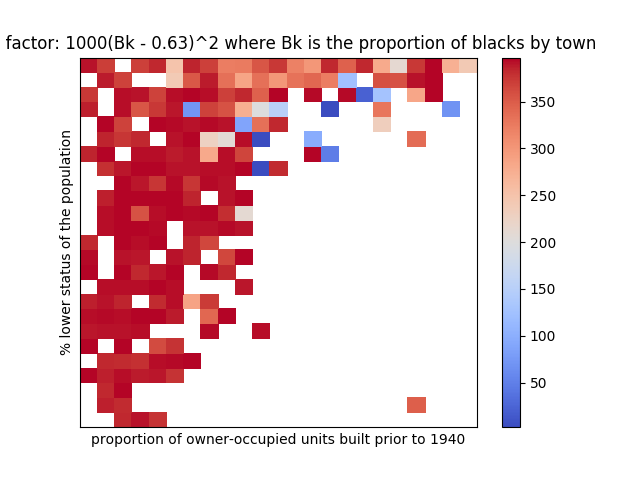 factor: 1000(Bk - 0.63)^2 where Bk is the proportion of blacks by town
% lower status of the population
proportion of owner-occupied units built prior to 1940
350
300
250
200
150
100
50